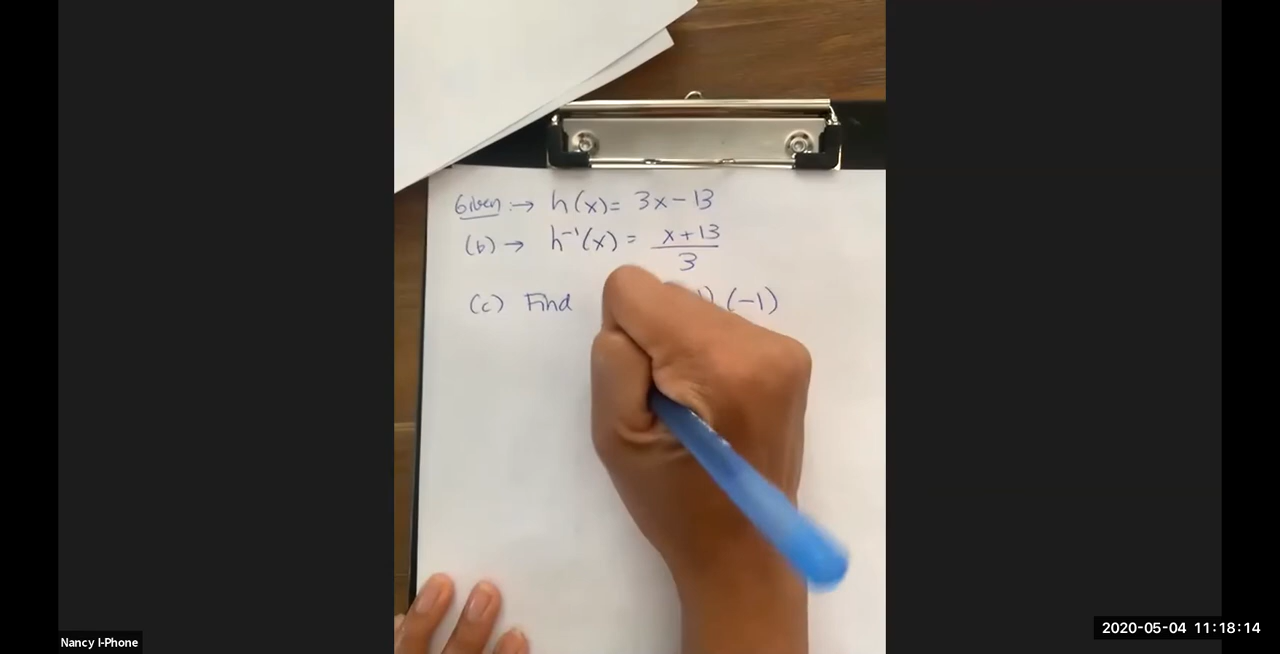 Given :→ h(x) = 3x - 13
(b) → h⁻¹(x) = x+13 / 3
(c) Find (-1)
Nancy I-Phone
2020-05-04 11:18:14